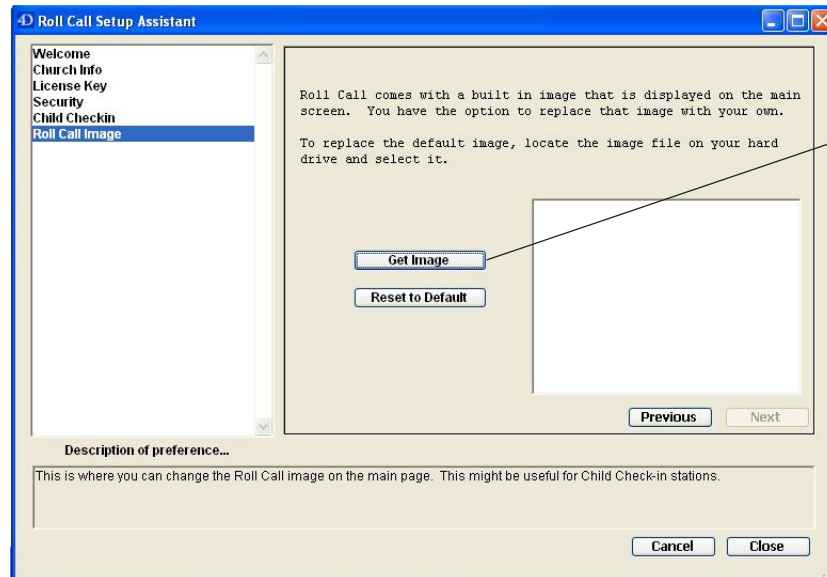 4D Roll Call Setup Assistant
Welcome
Church Info
License Key
Security
Child Checkin
Roll Call Image
Roll Call comes with a built in image that is displayed on the main
screen. You have the option to replace that image with your own.
To replace the default image, locate the image file on your hard
drive and select it.
Get Image
Reset to Default
Previous
Next
Description of preference...
This is where you can change the Roll Call image on the main page. This might be useful for Child Check-in stations.
Cancel
Close